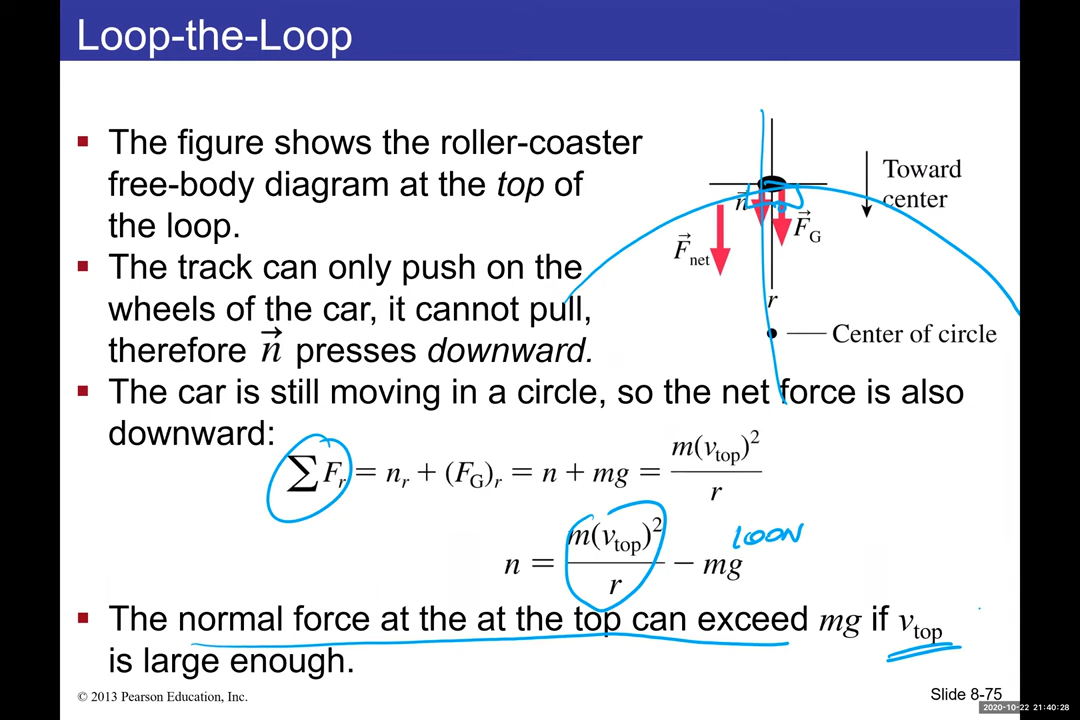 Loop-the-Loop
▪ The figure shows the roller-coaster
free-body diagram at the top of
the loop.
▪ The track can only push on the
wheels of the car, it cannot pull,
therefore n⃗ presses downward.
▪ The car is still moving in a circle, so the net force is also
downward:
∑ F_r = n_r + (F_G)_r = n + mg = m(v_top)² / r
n = m(v_top)² / r − mg
100N
▪ The normal force at the at the top can exceed mg if v_top
is large enough.
n⃗
F⃗_G
F⃗_net
Toward
center
r
Center of circle
© 2013 Pearson Education, Inc.
Slide 8-75
2020-10-22 21:40:28